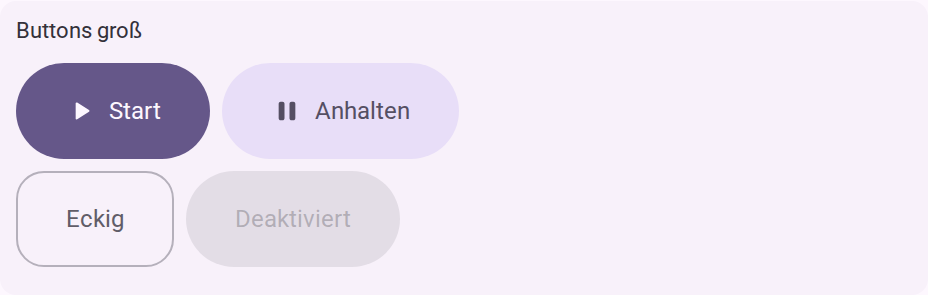 Buttons groß
Start
Anhalten
Eckig
Deaktiviert